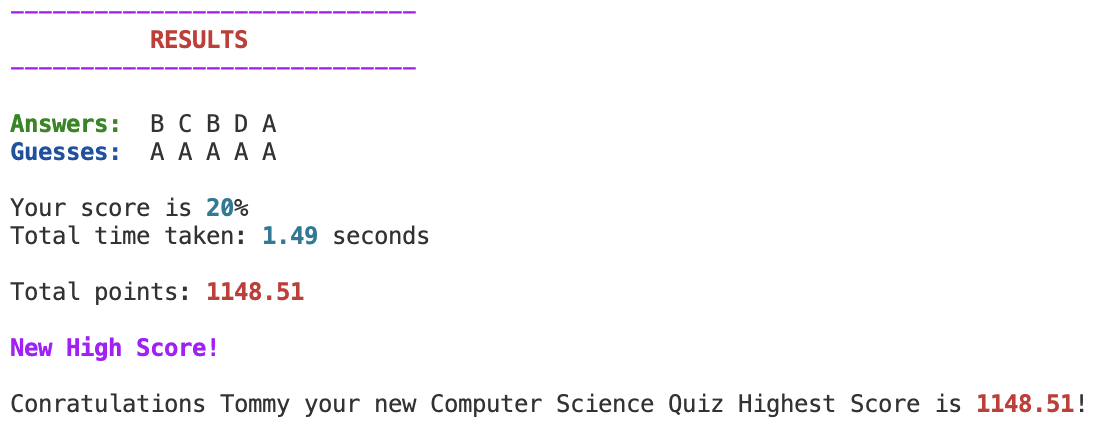 -----------------------------
RESULTS
-----------------------------
Answers: B C B D A
Guesses: A A A A A
Your score is 20%
Total time taken: 1.49 seconds
Total points: 1148.51
New High Score!
Conratulations Tommy your new Computer Science Quiz Highest Score is 1148.51!